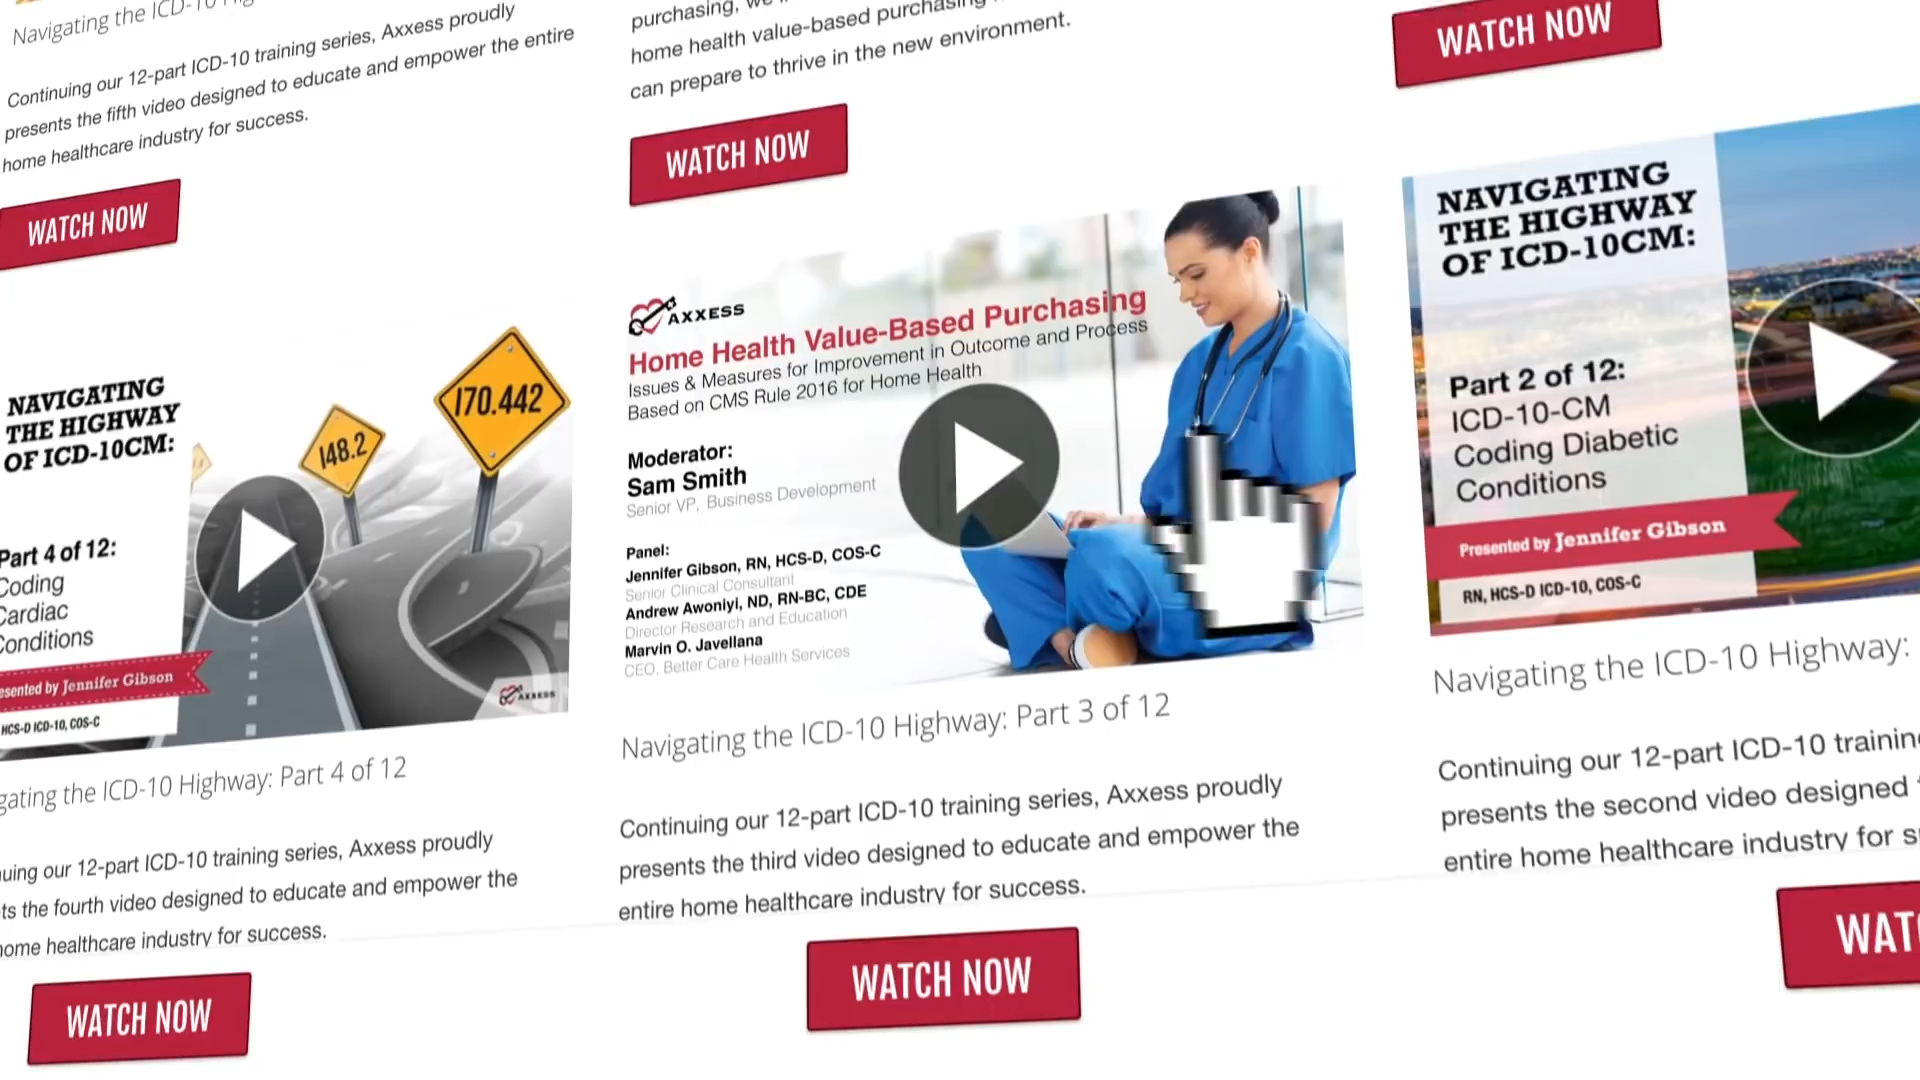 Navigating the ICD-10
Continuing our 12-part ICD-10 training series, Axxess proudly
presents the fifth video designed to educate and empower the entire
home healthcare industry for success.
WATCH NOW
NAVIGATING
THE HIGHWAY
OF ICD-10CM:
148.2
170.442
Part 4 of 12:
Coding
Cardiac
Conditions
esented by Jennifer Gibson
HCS-D ICD-10, COS-C
AXXESS
gating the ICD-10 Highway: Part 4 of 12
uing our 12-part ICD-10 training series, Axxess proudly
ts the fourth video designed to educate and empower the
home healthcare industry for success.
WATCH NOW
purchasing,
home health value-based purchasing
can prepare to thrive in the new environment.
WATCH NOW
AXXESS
Home Health Value-Based Purchasing
Issues & Measures for Improvement in Outcome and Process
Based on CMS Rule 2016 for Home Health
Moderator:
Sam Smith
Senior VP, Business Development
Panel:
Jennifer Gibson, RN, HCS-D, COS-C
Senior Clinical Consultant
Andrew Awoniyi, ND, RN-BC, CDE
Director Research and Education
Marvin O. Javellana
CEO, Better Care Health Services
Navigating the ICD-10 Highway: Part 3 of 12
Continuing our 12-part ICD-10 training series, Axxess proudly
presents the third video designed to educate and empower the
entire home healthcare industry for success.
WATCH NOW
WATCH NOW
NAVIGATING
THE HIGHWAY
OF ICD-10CM:
Part 2 of 12:
ICD-10-CM
Coding Diabetic
Conditions
Presented by Jennifer Gibson
RN, HCS-D ICD-10, COS-C
Navigating the ICD-10 Highway:
Continuing our 12-part ICD-10 trainin
presents the second video designed
entire home healthcare industry for s
WAT